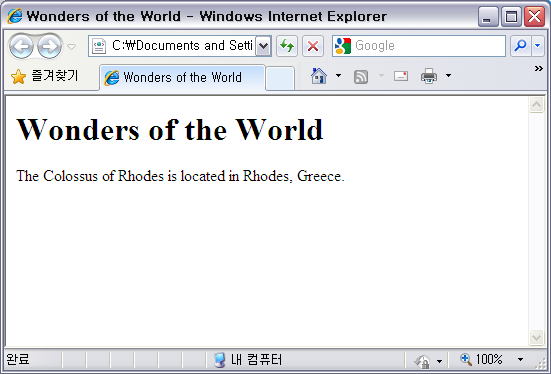 Wonders of the World - Windows Internet Explorer
C:₩Documents and Setti
Google
즐겨찾기
Wonders of the World
»
Wonders of the World
The Colossus of Rhodes is located in Rhodes, Greece.
완료
내 컴퓨터
100%